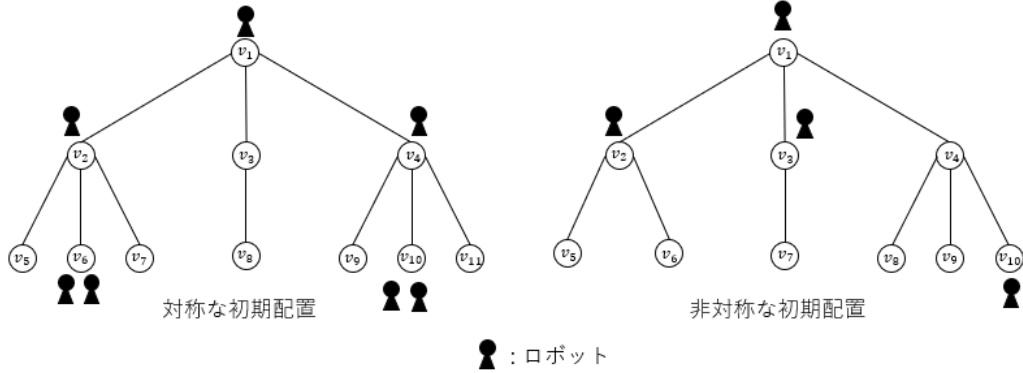 v₁
v₂ v₃ v₄
v₅ v₆ v₇ v₈ v₉ v₁₀ v₁₁
対称な初期配置
v₁
v₂ v₃ v₄
v₅ v₆ v₇ v₈ v₉ v₁₀
非対称な初期配置
：ロボット